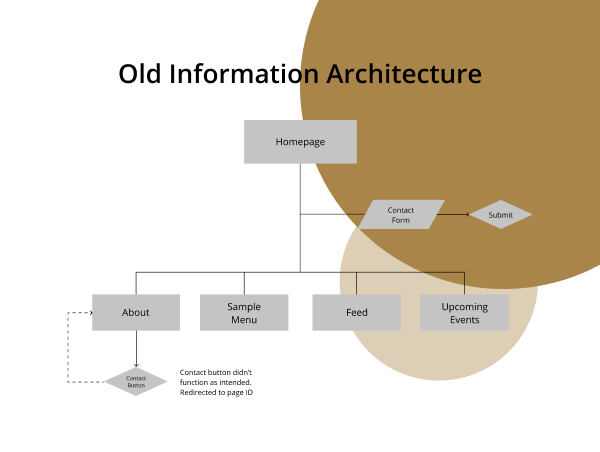 Old Information Architecture
Homepage
Contact
Form
Submit
About
Sample
Menu
Feed
Upcoming
Events
Contact
Button
Contact button didn't
function as intended.
Redirected to page ID